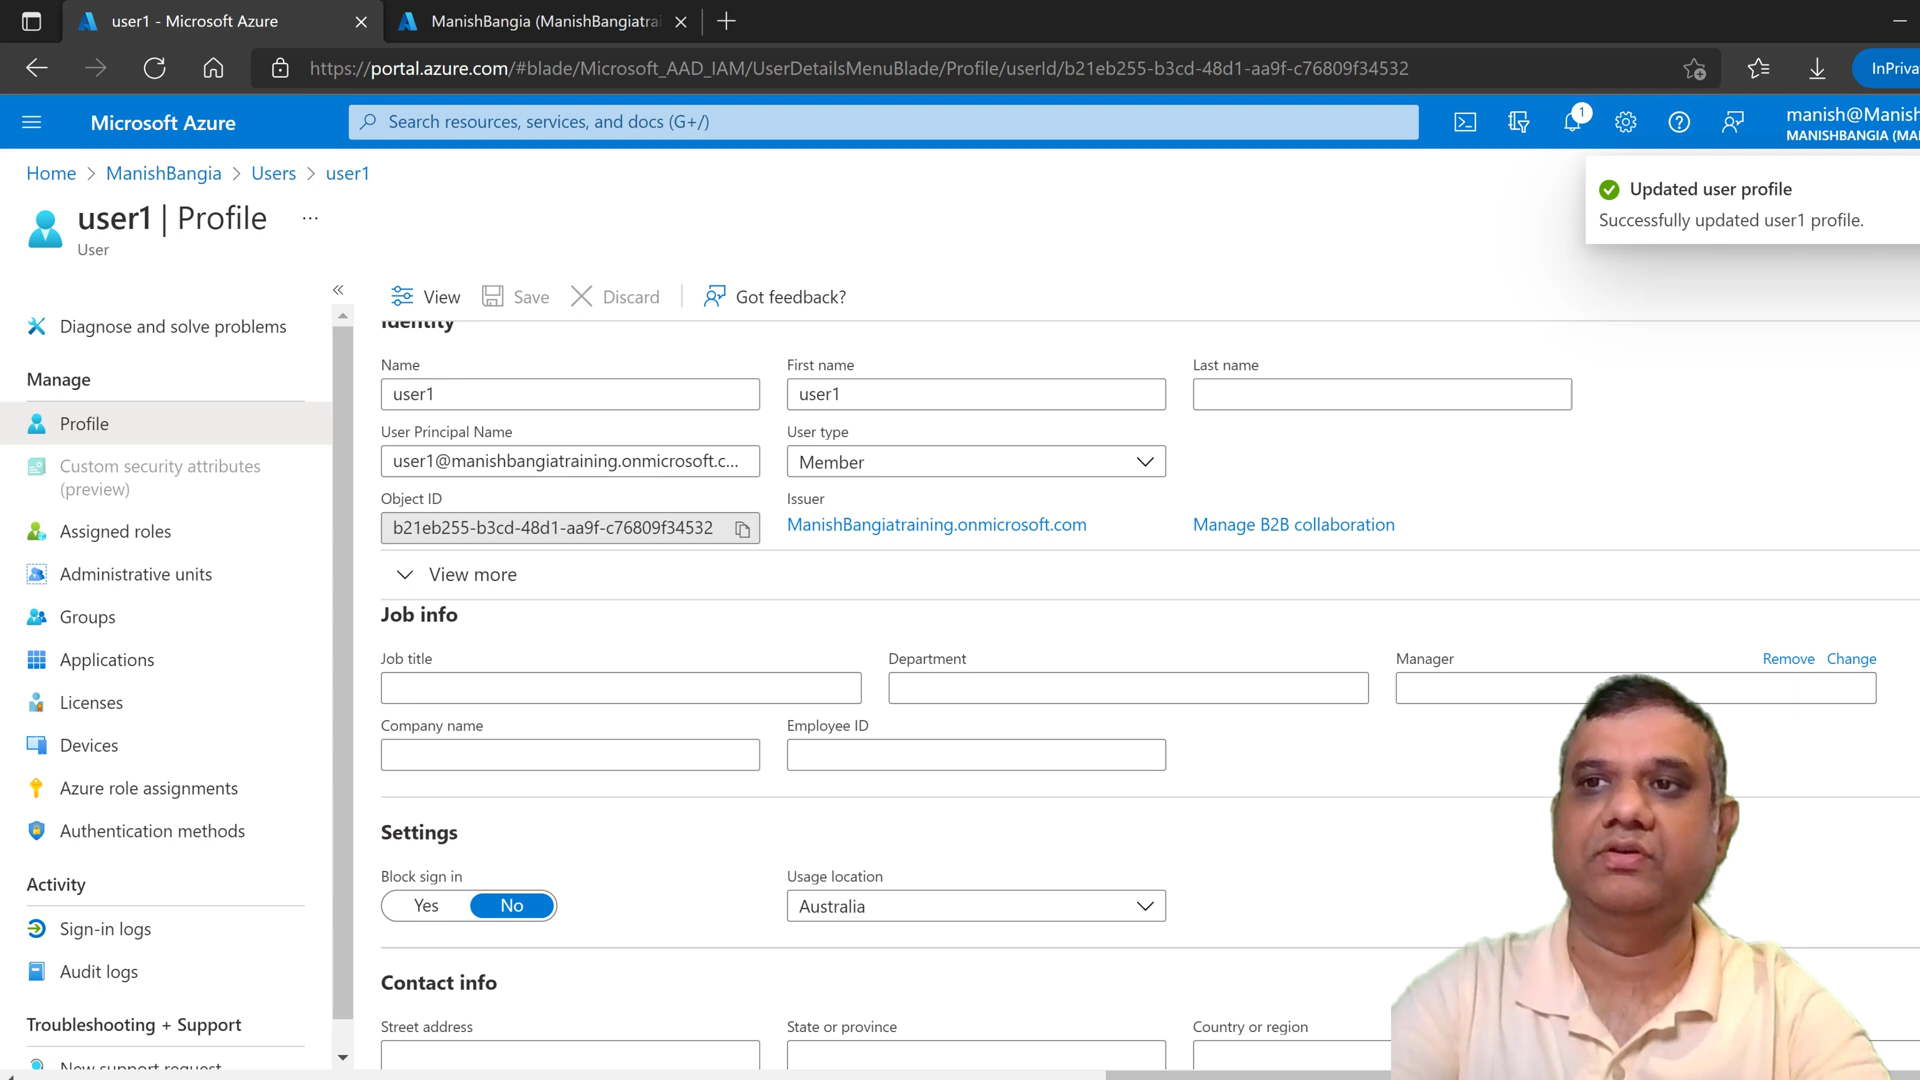 user1 - Microsoft Azure
ManishBangia (ManishBangiatrai
https://portal.azure.com/#blade/Microsoft_AAD_IAM/UserDetailsMenuBlade/Profile/userId/b21eb255-b3cd-48d1-aa9f-c76809f34532
InPriva
Microsoft Azure
Search resources, services, and docs (G+/)
1
manish@Manish
MANISHBANGIA (MA
Home > ManishBangia > Users > user1
Updated user profile
Successfully updated user1 profile.
user1 | Profile ...
User
View
Save
Discard
Got feedback?
Diagnose and solve problems
Manage
Profile
Custom security attributes
(preview)
Assigned roles
Administrative units
Groups
Applications
Licenses
Devices
Azure role assignments
Authentication methods
Activity
Sign-in logs
Audit logs
Troubleshooting + Support
New support request
Identity
Name
First name
Last name
user1
user1
User Principal Name
User type
user1@manishbangiatraining.onmicrosoft.c...
Member
Object ID
Issuer
b21eb255-b3cd-48d1-aa9f-c76809f34532
ManishBangiatraining.onmicrosoft.com
Manage B2B collaboration
View more
Job info
Job title
Department
Manager
Remove
Change
Company name
Employee ID
Settings
Block sign in
Usage location
Yes
No
Australia
Contact info
Street address
State or province
Country or region